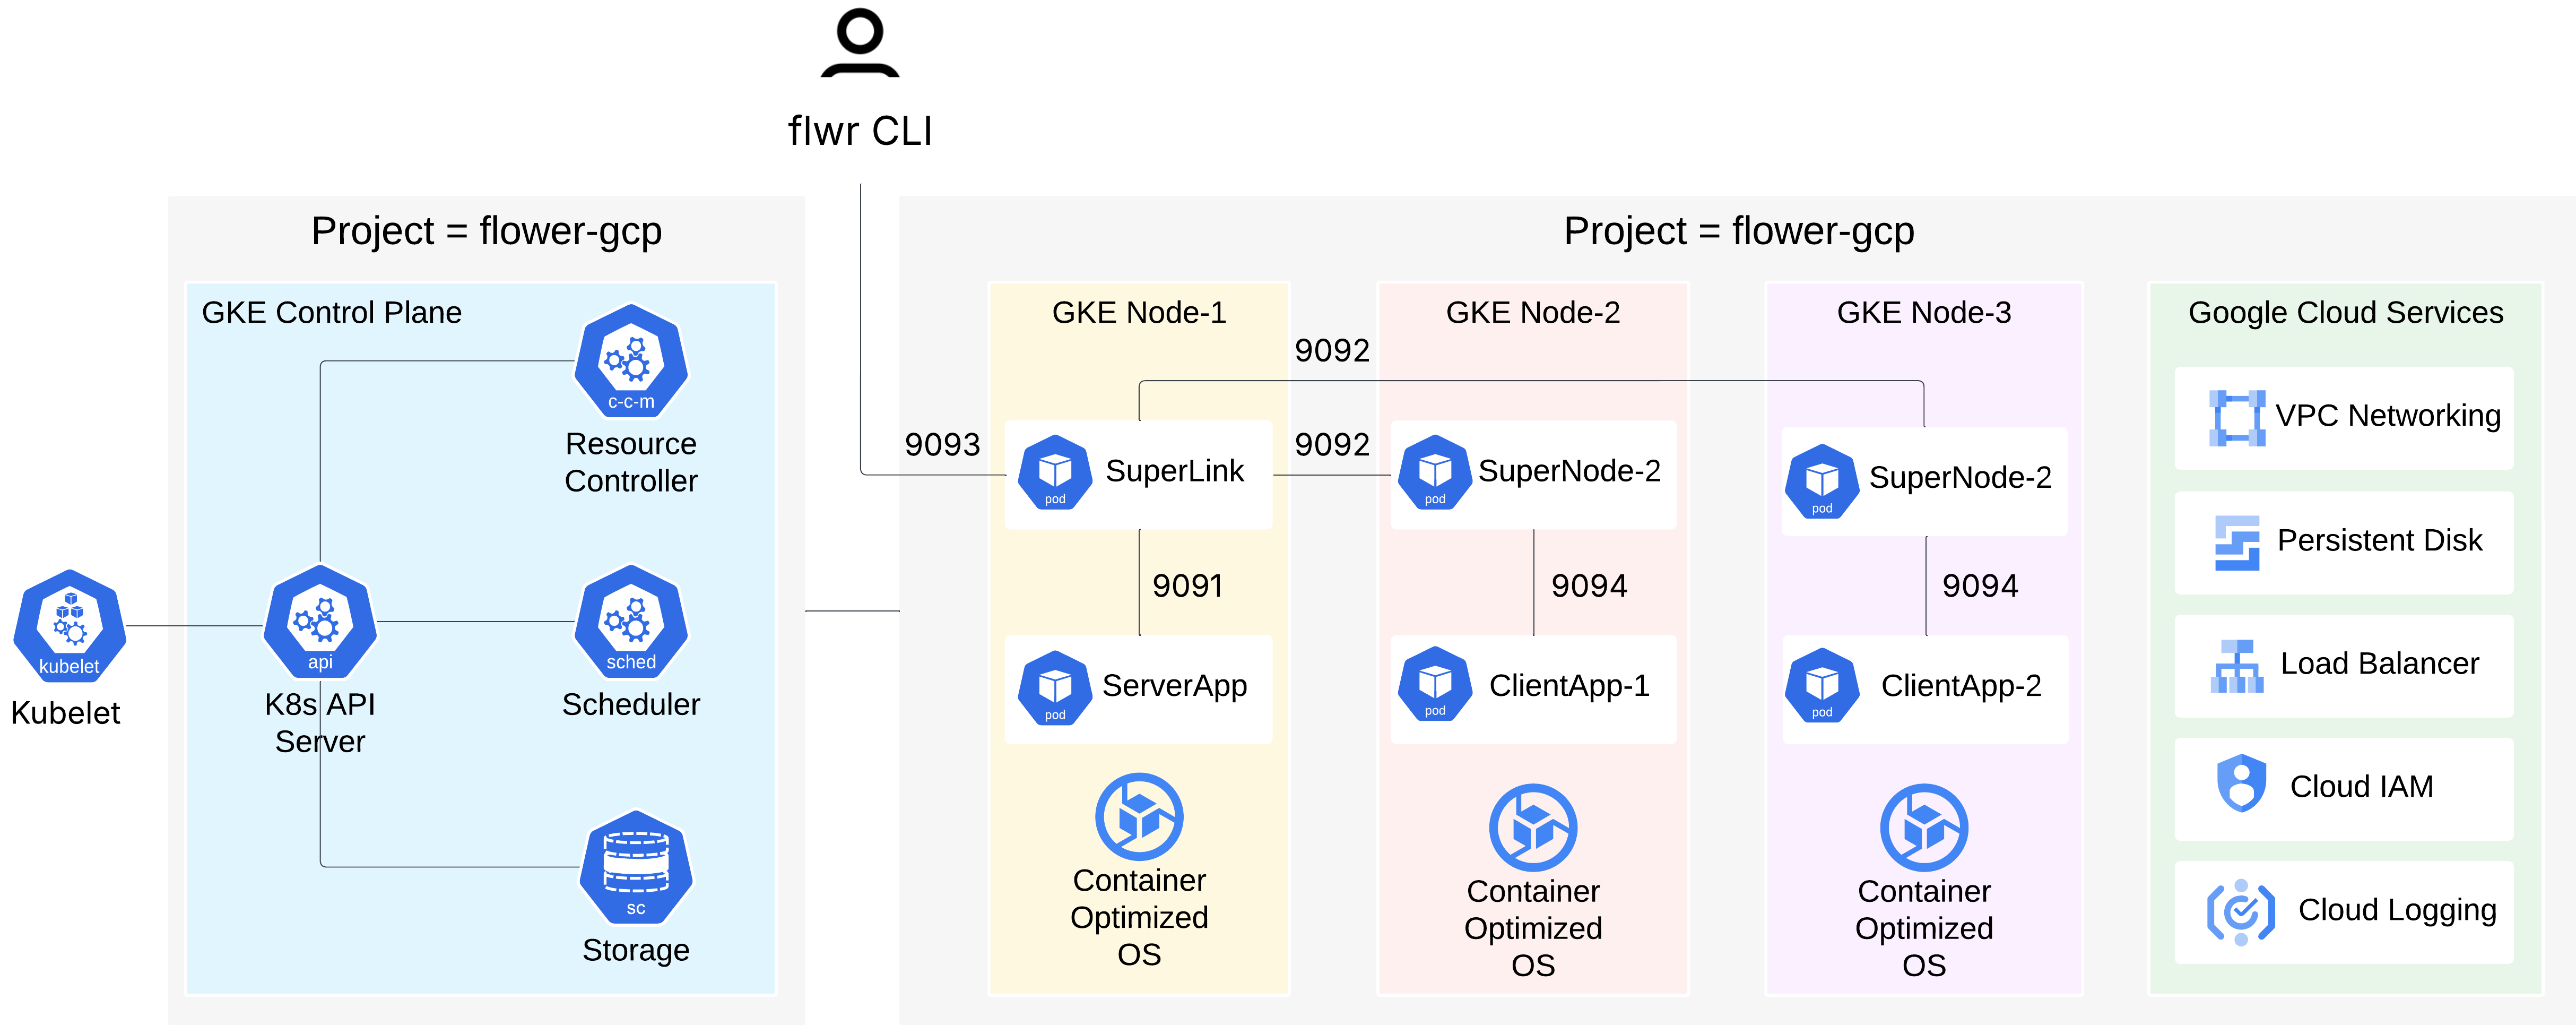 flwr CLI
Project = flower-gcp
GKE Control Plane
c-c-m
Resource
Controller
kubelet
Kubelet
api
K8s API
Server
sched
Scheduler
sc
Storage
Project = flower-gcp
9093
GKE Node-1
pod
SuperLink
9091
pod
ServerApp
Container
Optimized
OS
9092
9092
GKE Node-2
pod
SuperNode-2
9094
pod
ClientApp-1
Container
Optimized
OS
GKE Node-3
pod
SuperNode-2
9094
pod
ClientApp-2
Container
Optimized
OS
Google Cloud Services
VPC Networking
Persistent Disk
Load Balancer
Cloud IAM
Cloud Logging